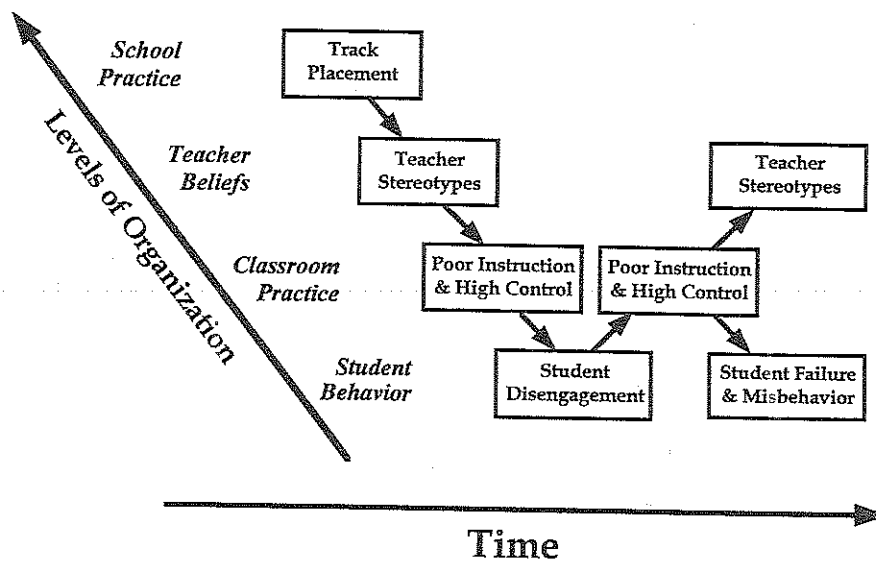 School
Practice
Track
Placement
Levels of Organization
Teacher
Beliefs
Teacher
Stereotypes
Teacher
Stereotypes
Classroom
Practice
Poor Instruction
& High Control
Poor Instruction
& High Control
Student
Behavior
Student
Disengagement
Student Failure
& Misbehavior
Time